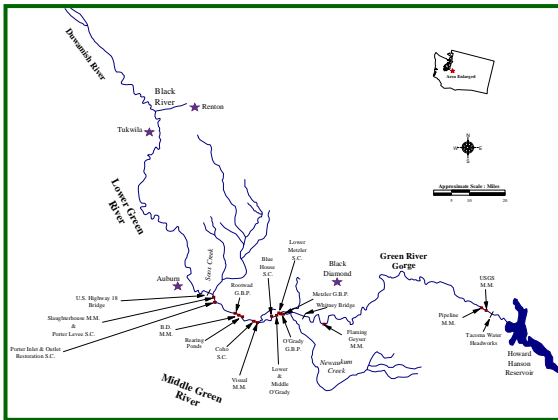 Duwamish River
Black
River
Renton
Tukwila
Area Enlarged
N
W
E
S
Approximate Scale : Miles
5
10
20
Lower Green
River
Soos Creek
Auburn
U.S. Highway 18
Bridge
Slaughterhouse M.M.
&
Porter Levee S.C.
Porter Inlet & Outlet
Restoration S.C.
Rootwad
G.B.P.
B.D. M.M.
Rearing
Ponds
Coho
S.C.
Visual
M.M.
Blue
House
S.C.
Lower
Metzler
S.C.
Black
Diamond
Metzler G.B.P.
Whitney Bridge
O'Grady
G.B.P.
Lower
&
Middle
O'Grady
Flaming
Geyser
M.M.
Newaukum
Creek
Middle Green
River
Green River
Gorge
USGS
M.M.
Pipeline
M.M.
Tacoma Water
Headworks
Howard
Hanson
Reservoir